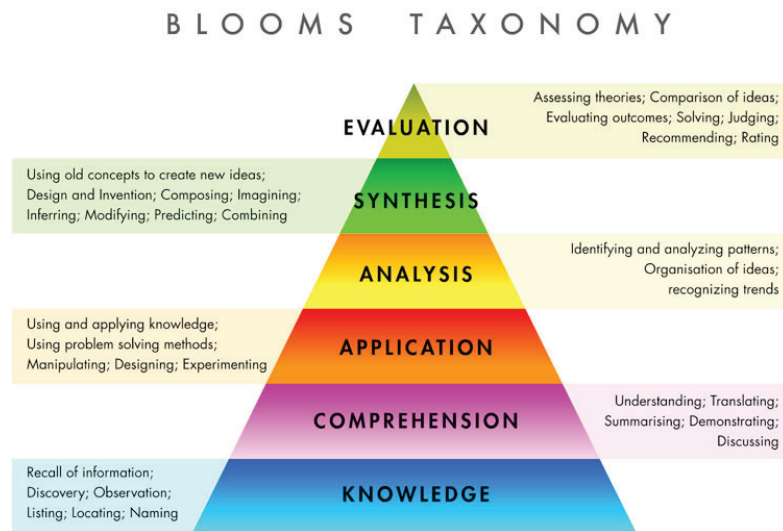 BLOOMS TAXONOMY
EVALUATION
Assessing theories; Comparison of ideas;
Evaluating outcomes; Solving; Judging;
Recommending; Rating
Using old concepts to create new ideas;
Design and Invention; Composing; Imagining;
Inferring; Modifying; Predicting; Combining
SYNTHESIS
ANALYSIS
Identifying and analyzing patterns;
Organisation of ideas;
recognizing trends
Using and applying knowledge;
Using problem solving methods;
Manipulating; Designing; Experimenting
APPLICATION
COMPREHENSION
Understanding; Translating;
Summarising; Demonstrating;
Discussing
Recall of information;
Discovery; Observation;
Listing; Locating; Naming
KNOWLEDGE